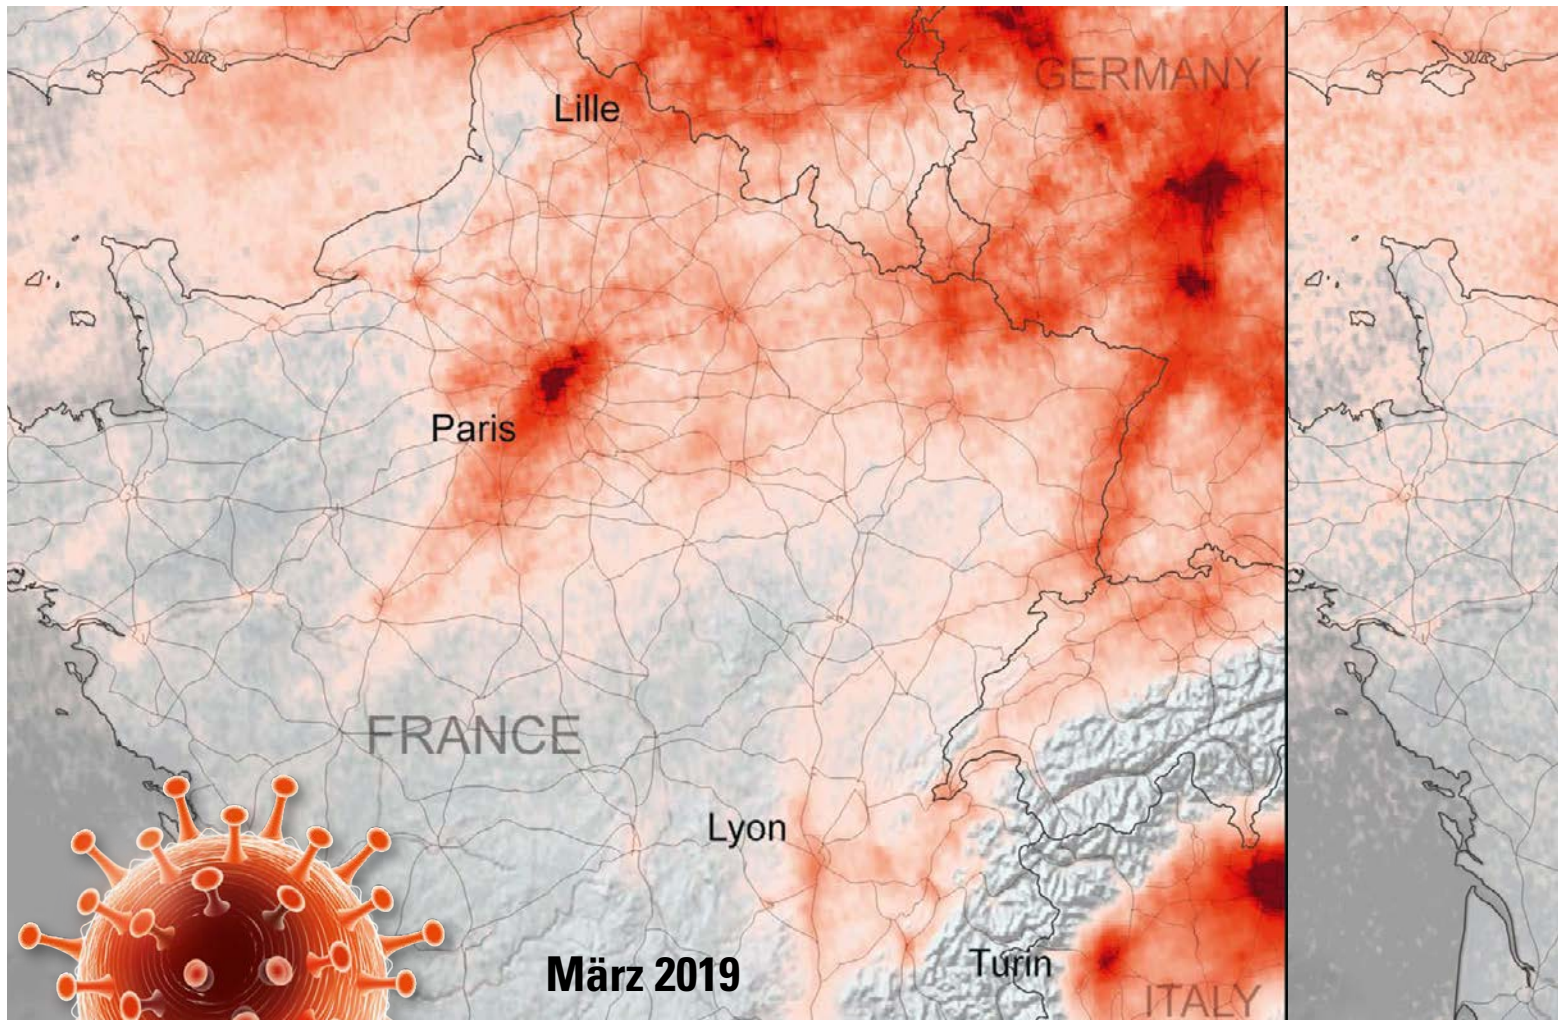 GERMANY
Lille
Paris
FRANCE
Lyon
März 2019
Turin
ITALY